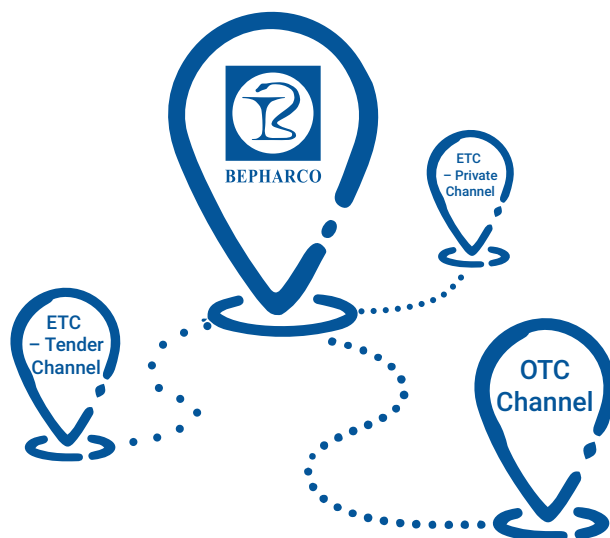 BEPHARCO
ETC
– Private
Channel
ETC
– Tender
Channel
OTC
Channel